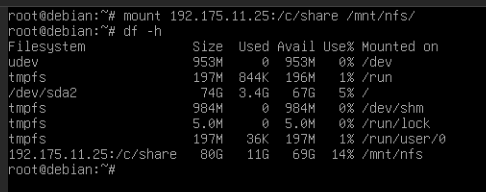 root@debian:~# mount 192.175.11.25:/c/share /mnt/nfs/
root@debian:~# df -h
Filesystem              Size  Used Avail Use% Mounted on
udev                    953M     0  953M   0% /dev
tmpfs                   197M  844K  196M   1% /run
/dev/sda2                74G  3.4G   67G   5% /
tmpfs                   984M     0  984M   0% /dev/shm
tmpfs                   5.0M     0  5.0M   0% /run/lock
tmpfs                   197M   36K  197M   1% /run/user/0
192.175.11.25:/c/share   80G   11G   69G  14% /mnt/nfs
root@debian:~#